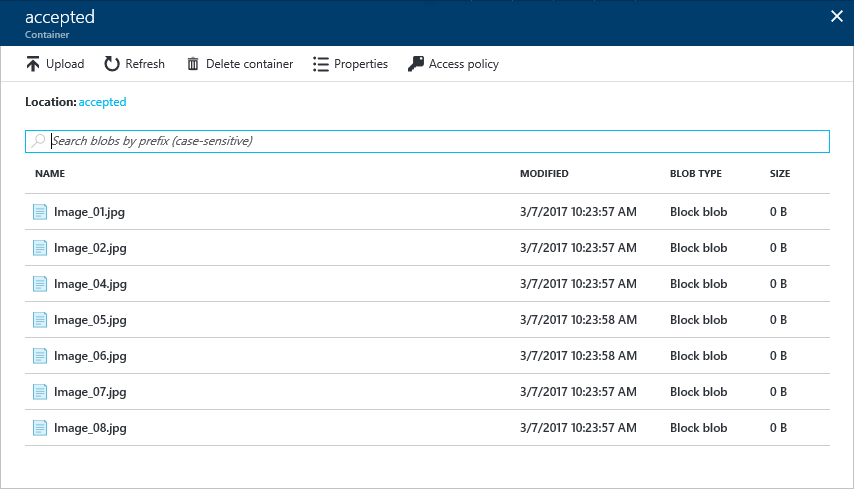 accepted
Container
Upload Refresh Delete container Properties Access policy
Location: accepted
Search blobs by prefix (case-sensitive)
NAME MODIFIED BLOB TYPE SIZE
Image_01.jpg 3/7/2017 10:23:57 AM Block blob 0 B
Image_02.jpg 3/7/2017 10:23:57 AM Block blob 0 B
Image_04.jpg 3/7/2017 10:23:57 AM Block blob 0 B
Image_05.jpg 3/7/2017 10:23:58 AM Block blob 0 B
Image_06.jpg 3/7/2017 10:23:58 AM Block blob 0 B
Image_07.jpg 3/7/2017 10:23:57 AM Block blob 0 B
Image_08.jpg 3/7/2017 10:23:57 AM Block blob 0 B